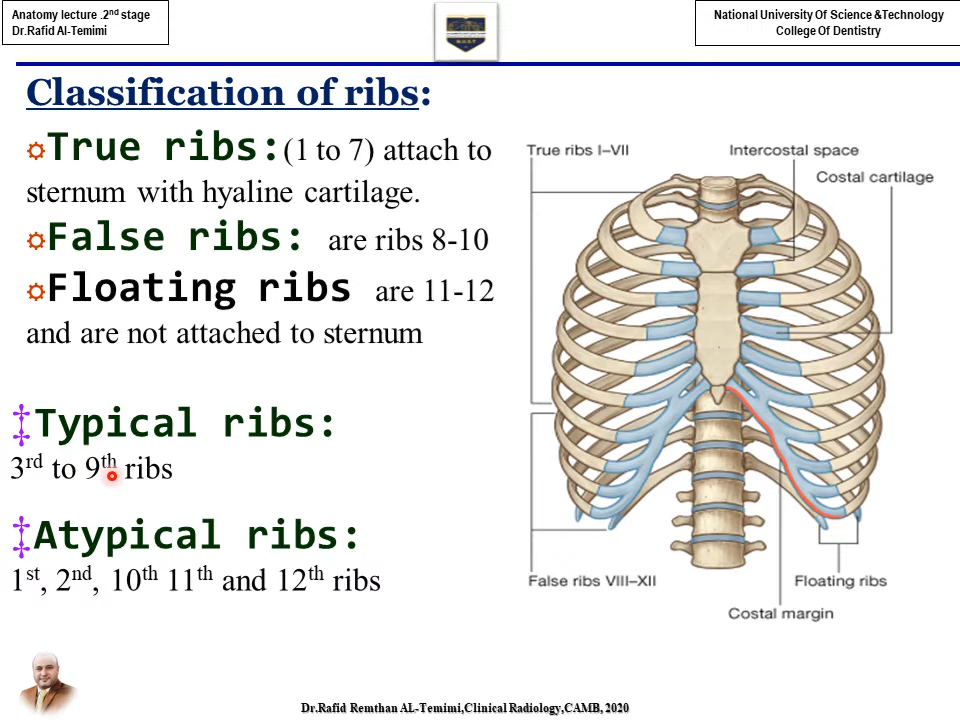 Anatomy lecture .2nd stage
Dr.Rafid Al-Temimi
National University Of Science &Technology
College Of Dentistry
Classification of ribs:
☼True ribs:(1 to 7) attach to
sternum with hyaline cartilage.
☼False ribs: are ribs 8-10
☼Floating ribs are 11-12
and are not attached to sternum
‡Typical ribs:
3rd to 9th ribs
‡Atypical ribs:
1st, 2nd, 10th 11th and 12th ribs
True ribs I–VII
Intercostal space
Costal cartilage
False ribs VIII–XII
Floating ribs
Costal margin
Dr.Rafid Remthan AL-Temimi,Clinical Radiology,CAMB, 2020